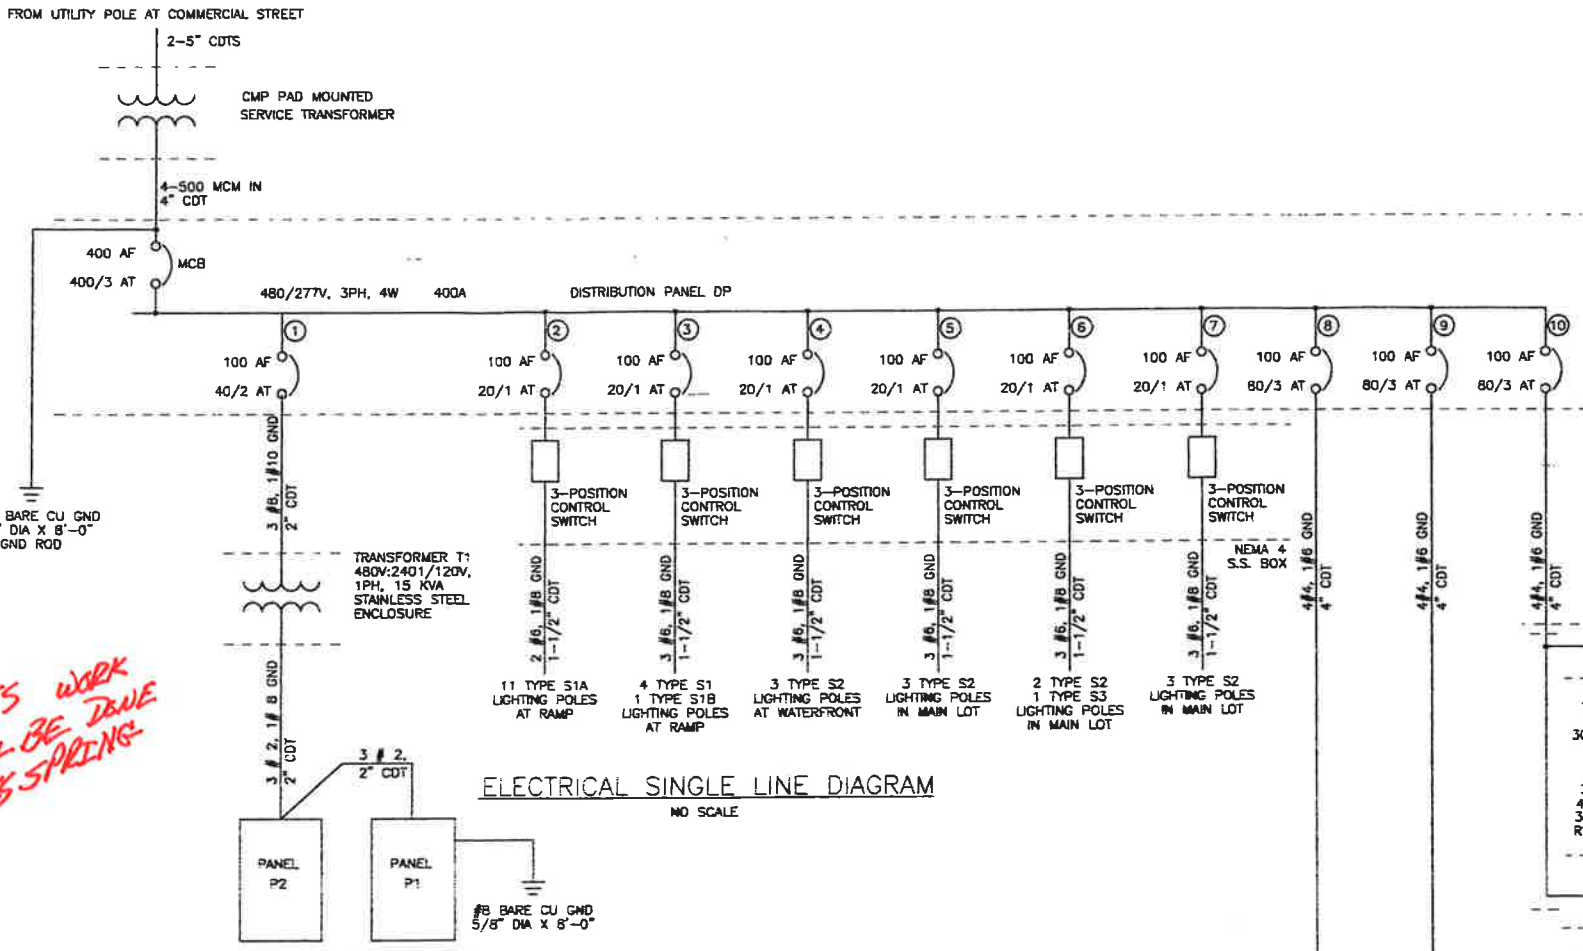 FROM UTILITY POLE AT COMMERCIAL STREET
2-5" CDTS
CMP PAD MOUNTED
SERVICE TRANSFORMER
4-500 MCM IN
4" CDT
400 AF
MCB
400/3 AT
480/277V, 3PH, 4W 400A DISTRIBUTION PANEL DP
1 2 3 4 5 6 7 8 9 10
100 AF 100 AF 100 AF 100 AF 100 AF 100 AF 100 AF 100 AF 100 AF 100 AF
40/2 AT 20/1 AT 20/1 AT 20/1 AT 20/1 AT 20/1 AT 20/1 AT 80/3 AT 80/3 AT
3 #6, 1#10 GND
2" CDT
3-POSITION
CONTROL
SWITCH
3-POSITION
CONTROL
SWITCH
3-POSITION
CONTROL
SWITCH
3-POSITION
CONTROL
SWITCH
3-POSITION
CONTROL
SWITCH
3-POSITION
CONTROL
SWITCH
BARE CU GND
DIA X 8'-0"
GND ROD
TRANSFORMER T1
480V:2401/120V,
1PH, 15 KVA
STAINLESS STEEL
ENCLOSURE
NEMA 4
S.S. BOX
2 #6, 1#8 GND
1-1/2" CDT
3 #6, 1#8 GND
1-1/2" CDT
3 #6, 1#8 GND
1-1/2" CDT
3 #6, 1#8 GND
1-1/2" CDT
3 #6, 1#8 GND
1-1/2" CDT
3 #6, 1#8 GND
1-1/2" CDT
4#4, 1#6 GND
4" CDT
4#4, 1#6 GND
4" CDT
4#4, 1#6 GND
4" CDT
11 TYPE S1A
LIGHTING POLES
AT RAMP
4 TYPE S1
1 TYPE S1B
LIGHTING POLES
AT RAMP
3 TYPE S2
LIGHTING POLES
AT WATERFRONT
3 TYPE S2
LIGHTING POLES
IN MAIN LOT
2 TYPE S2
1 TYPE S3
LIGHTING POLES
IN MAIN LOT
3 TYPE S2
LIGHTING POLES
IN MAIN LOT
WORK
BE DONE
SPRING
3 # 2, 1# 8 GND
2" CDT
3 # 2,
2" CDT
ELECTRICAL SINGLE LINE DIAGRAM
NO SCALE
PANEL
P2
PANEL
P1
#8 BARE CU GND
5/8" DIA X 8'-0"